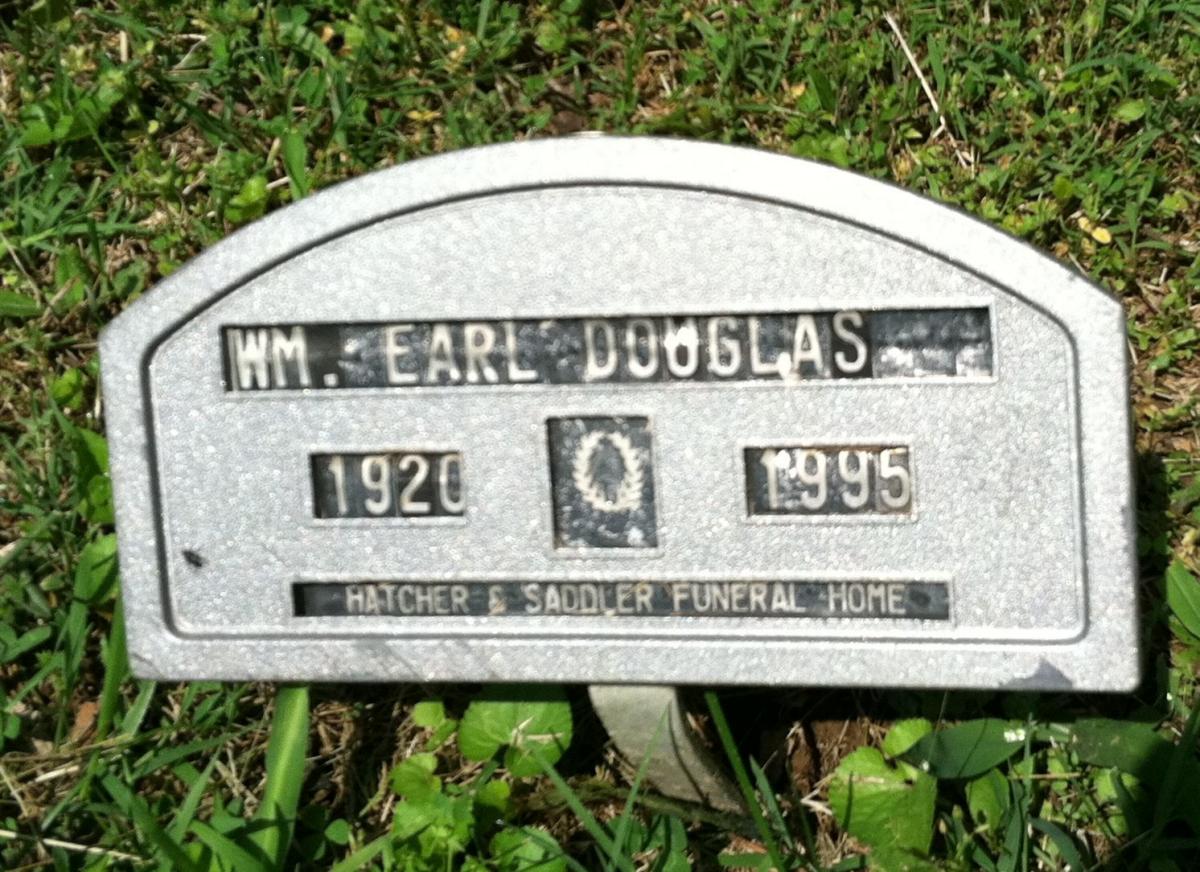 WM. EARL DOUGLAS
1920 1995
HATCHER & SADDLER FUNERAL HOME